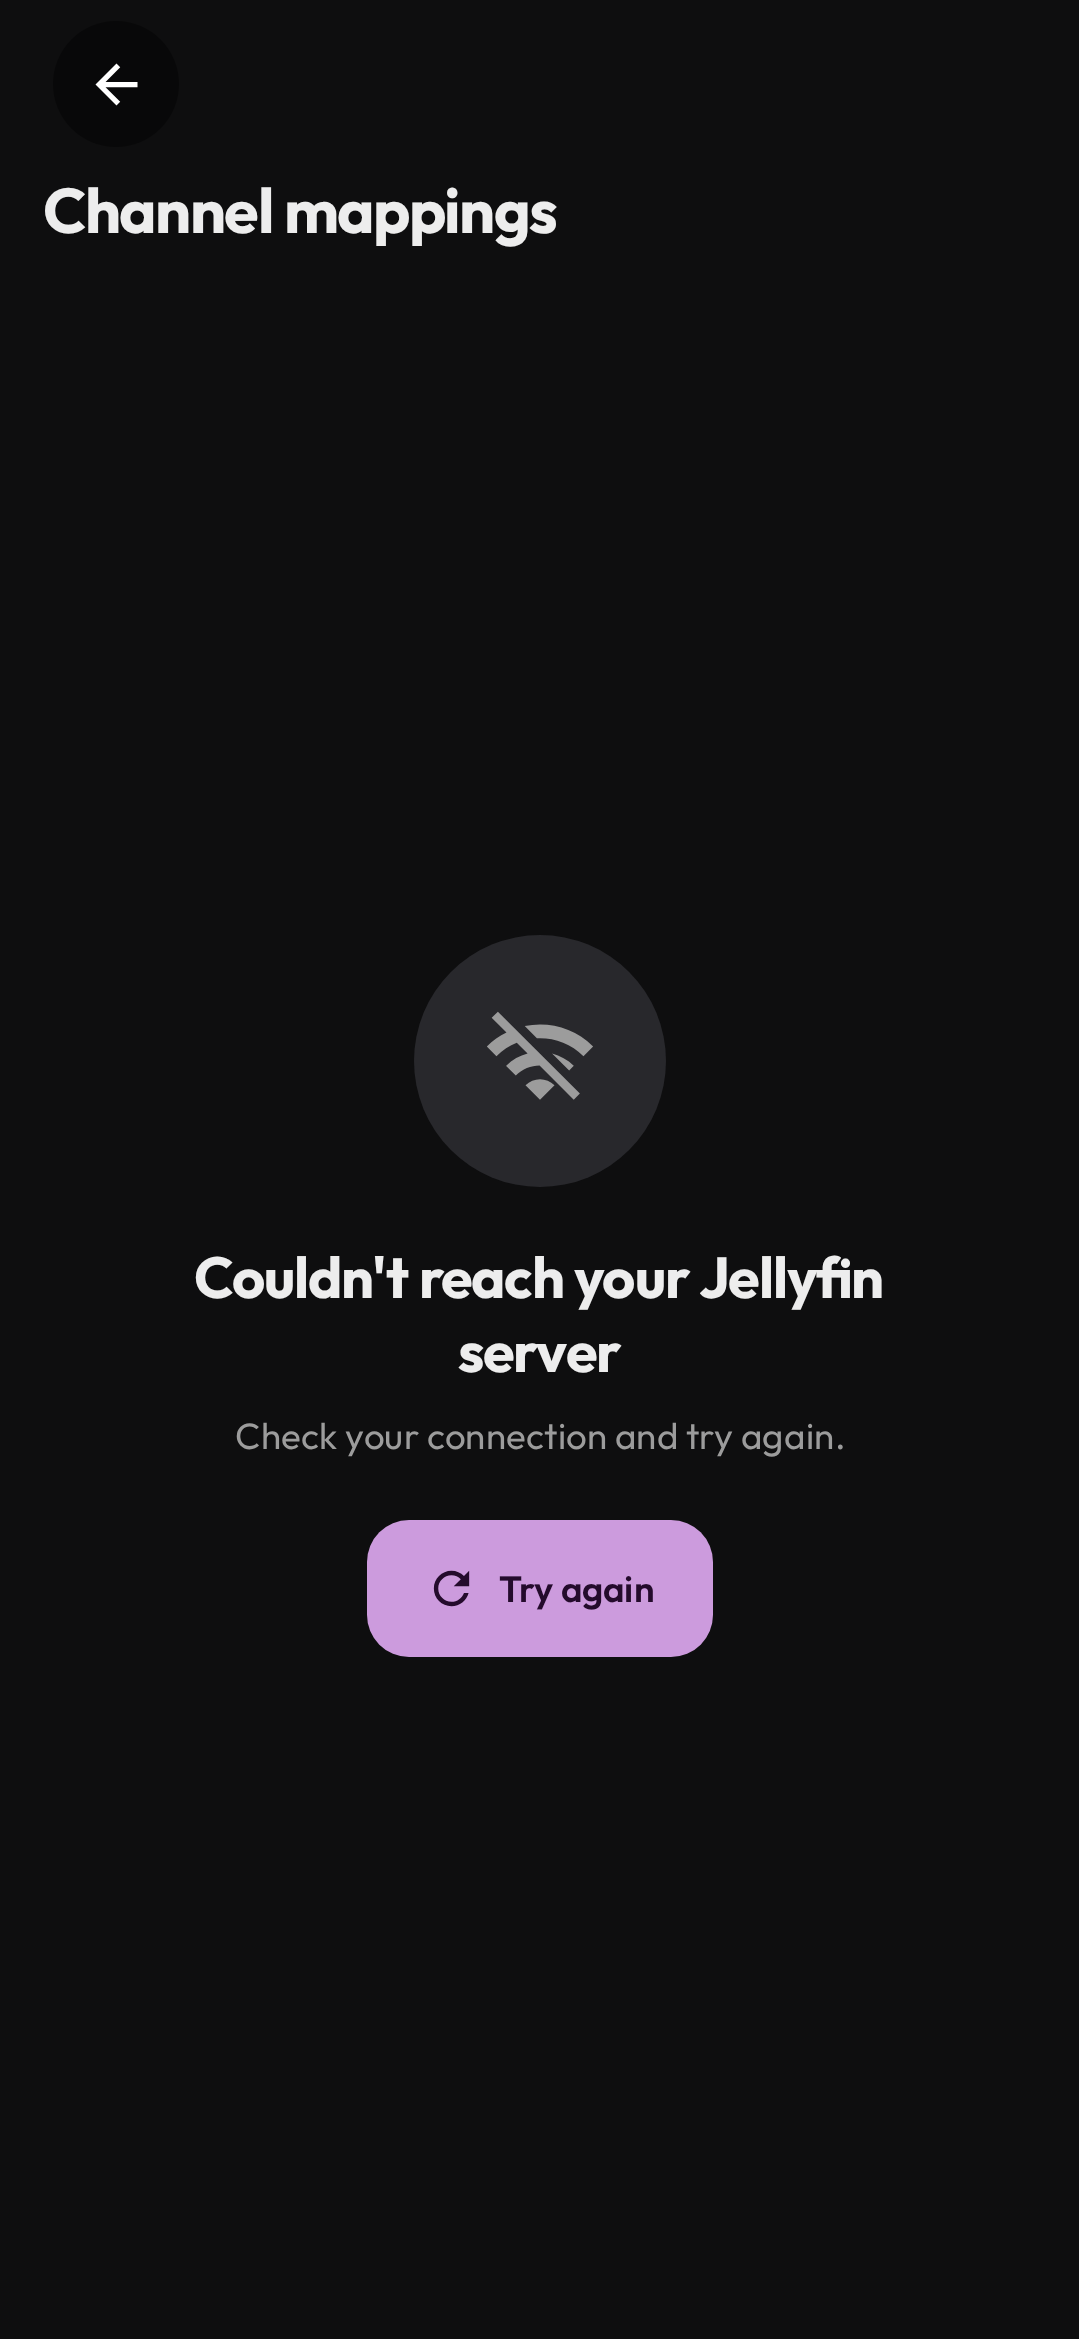 Channel mappings
Couldn't reach your Jellyfin
server
Check your connection and try again.
Try again